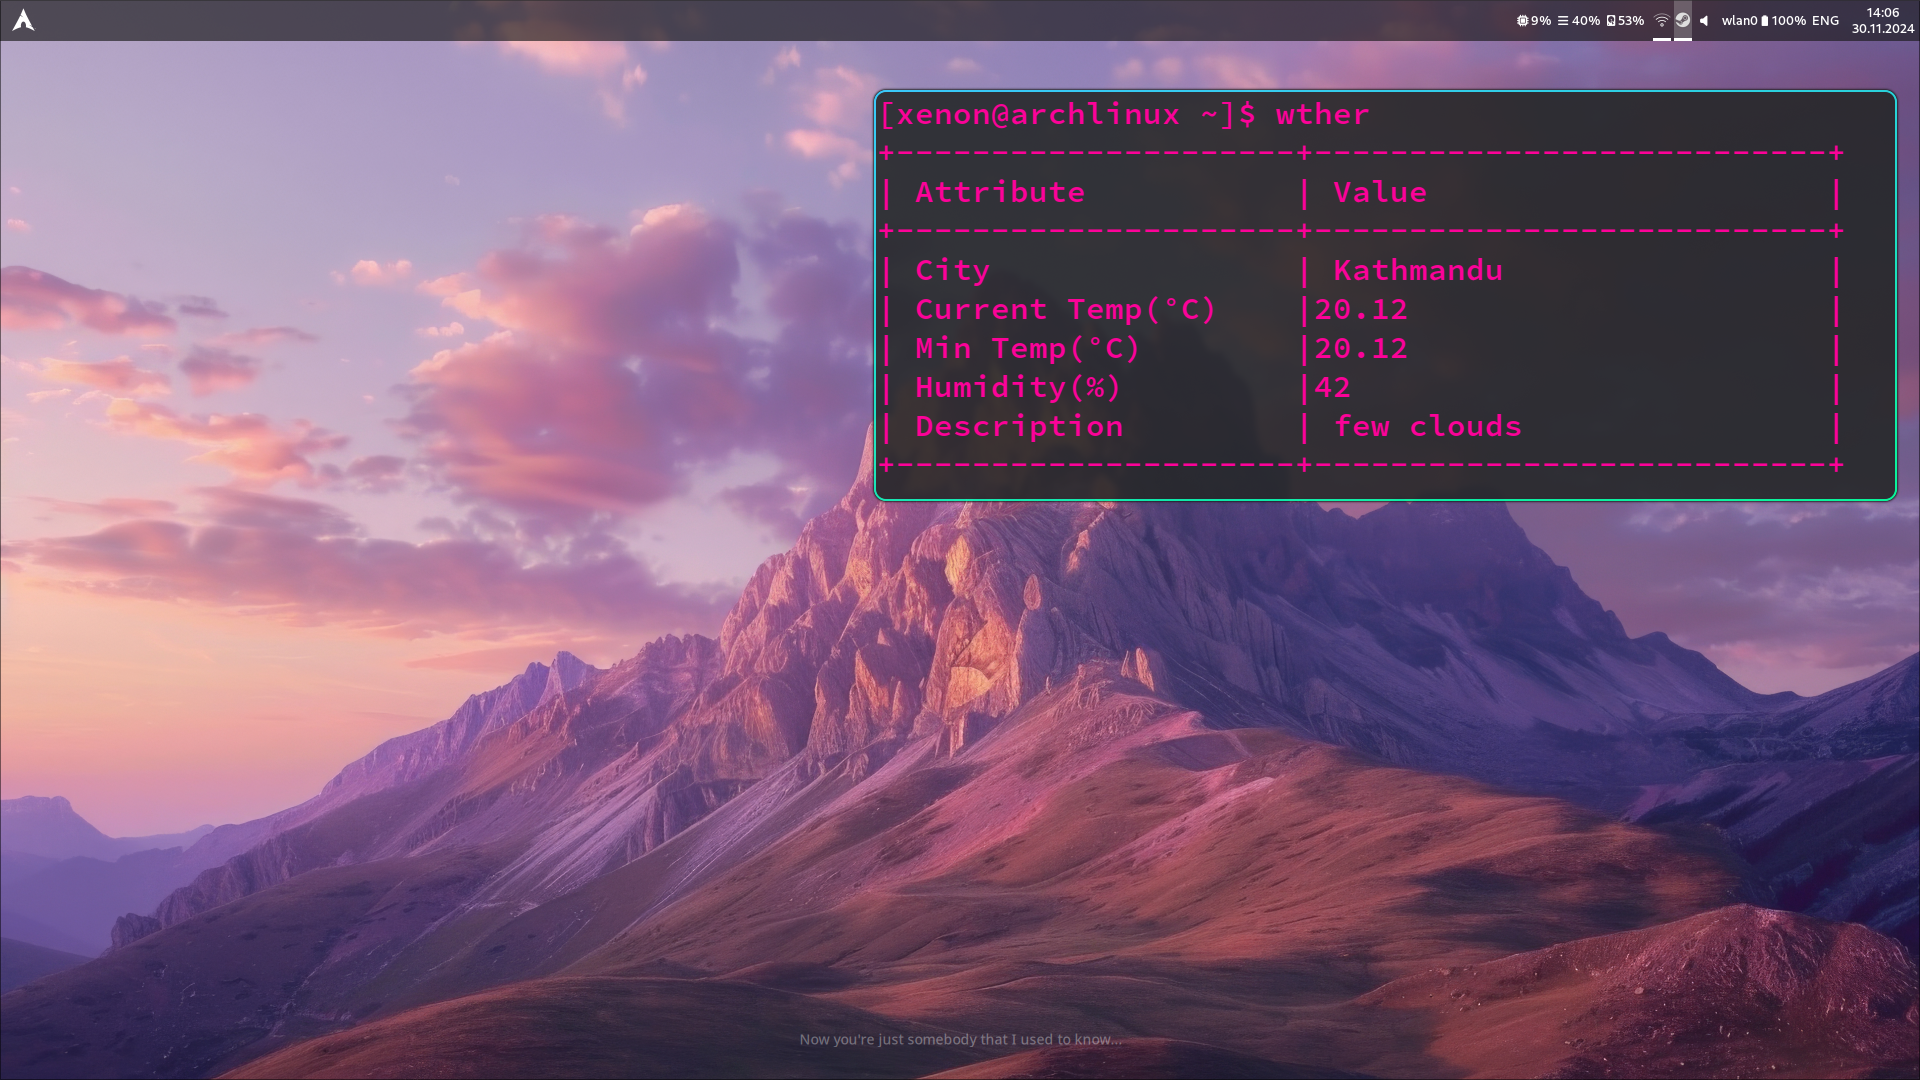 9% 40% 53% wlan0 100% ENG 14:06
30.11.2024
[xenon@archlinux ~]$ wther
+---------------------+---------------------------+
| Attribute           | Value                     |
+---------------------+---------------------------+
| City                | Kathmandu                 |
| Current Temp(°C)    |20.12                      |
| Min Temp(°C)        |20.12                      |
| Humidity(%)         |42                         |
| Description         | few clouds                |
+---------------------+---------------------------+
Now you're just somebody that I used to know...